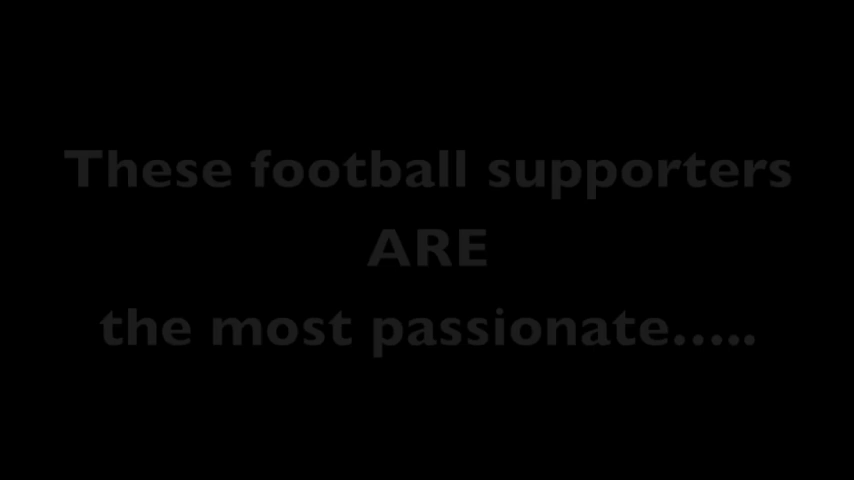 These football supporters
ARE
the most passionate.....